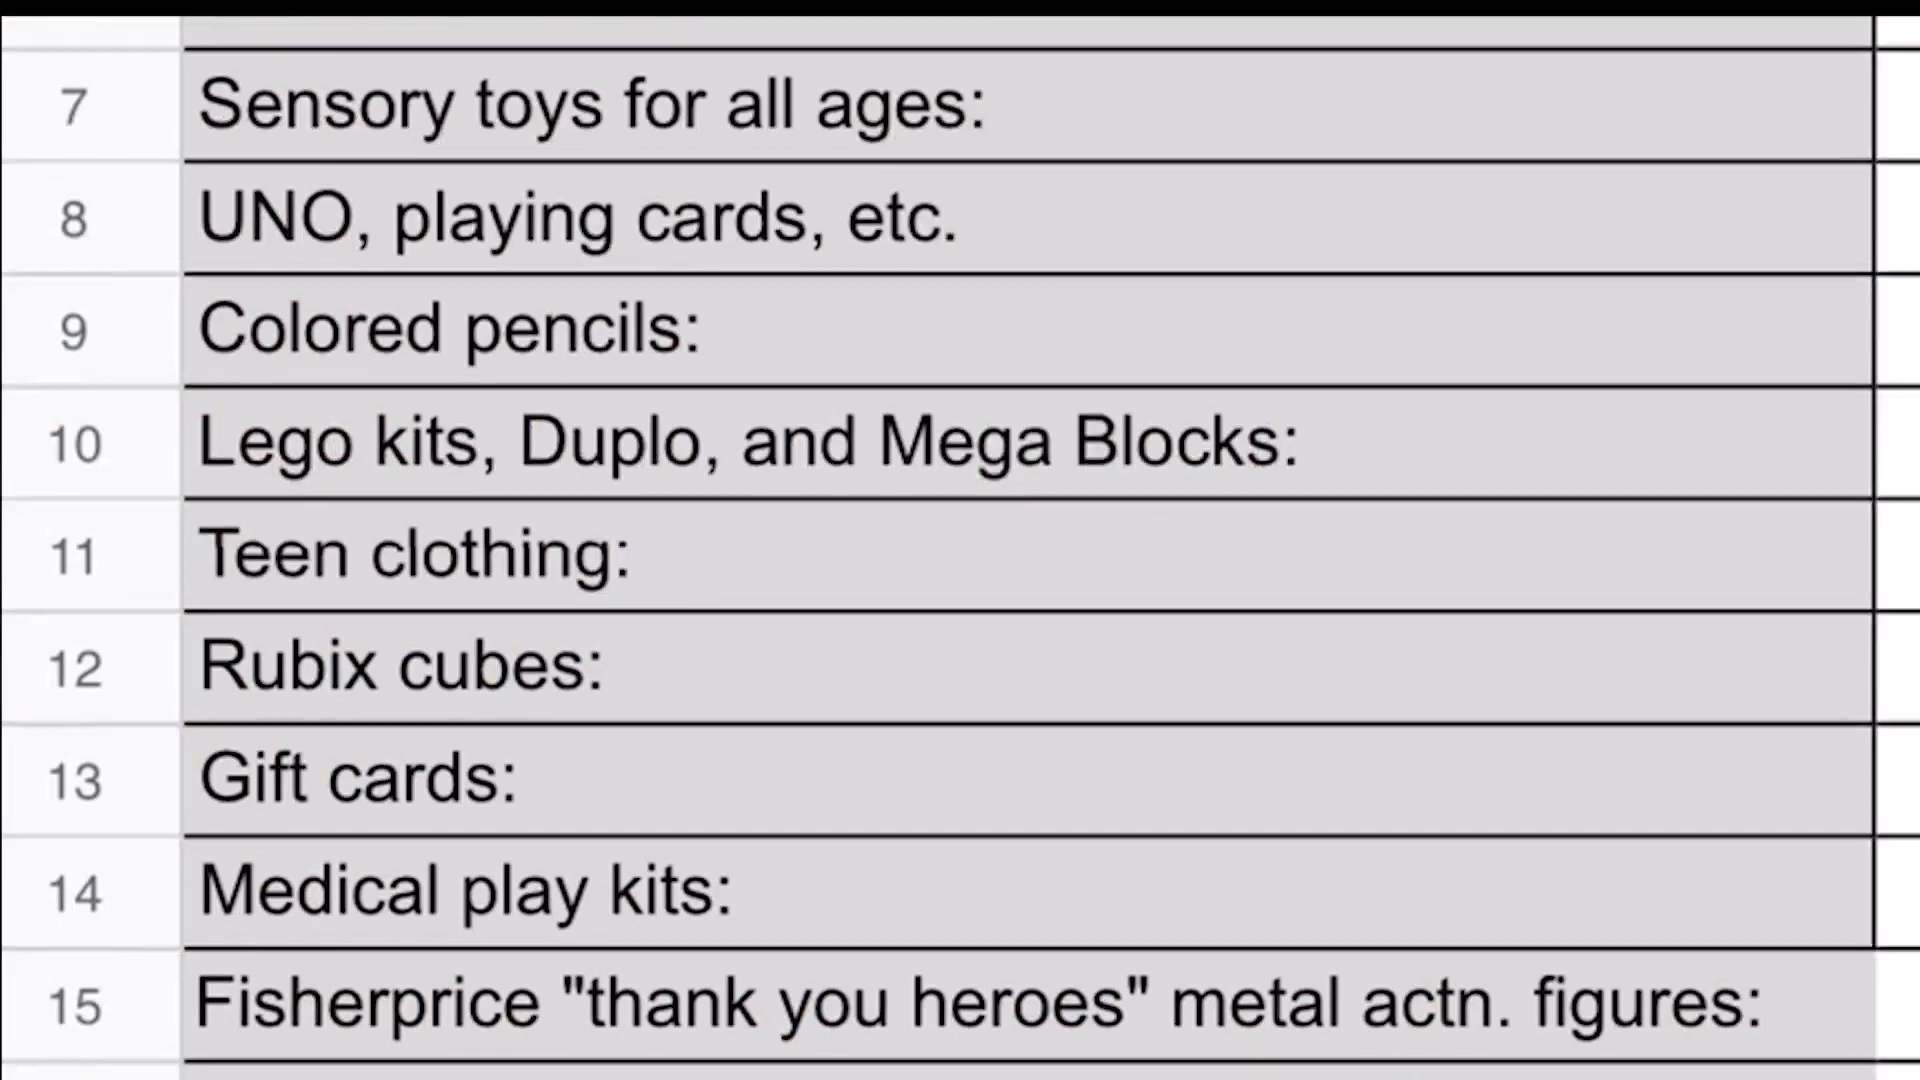 7 Sensory toys for all ages:
8 UNO, playing cards, etc.
9 Colored pencils:
10 Lego kits, Duplo, and Mega Blocks:
11 Teen clothing:
12 Rubix cubes:
13 Gift cards:
14 Medical play kits:
15 Fisherprice "thank you heroes" metal actn. figures: